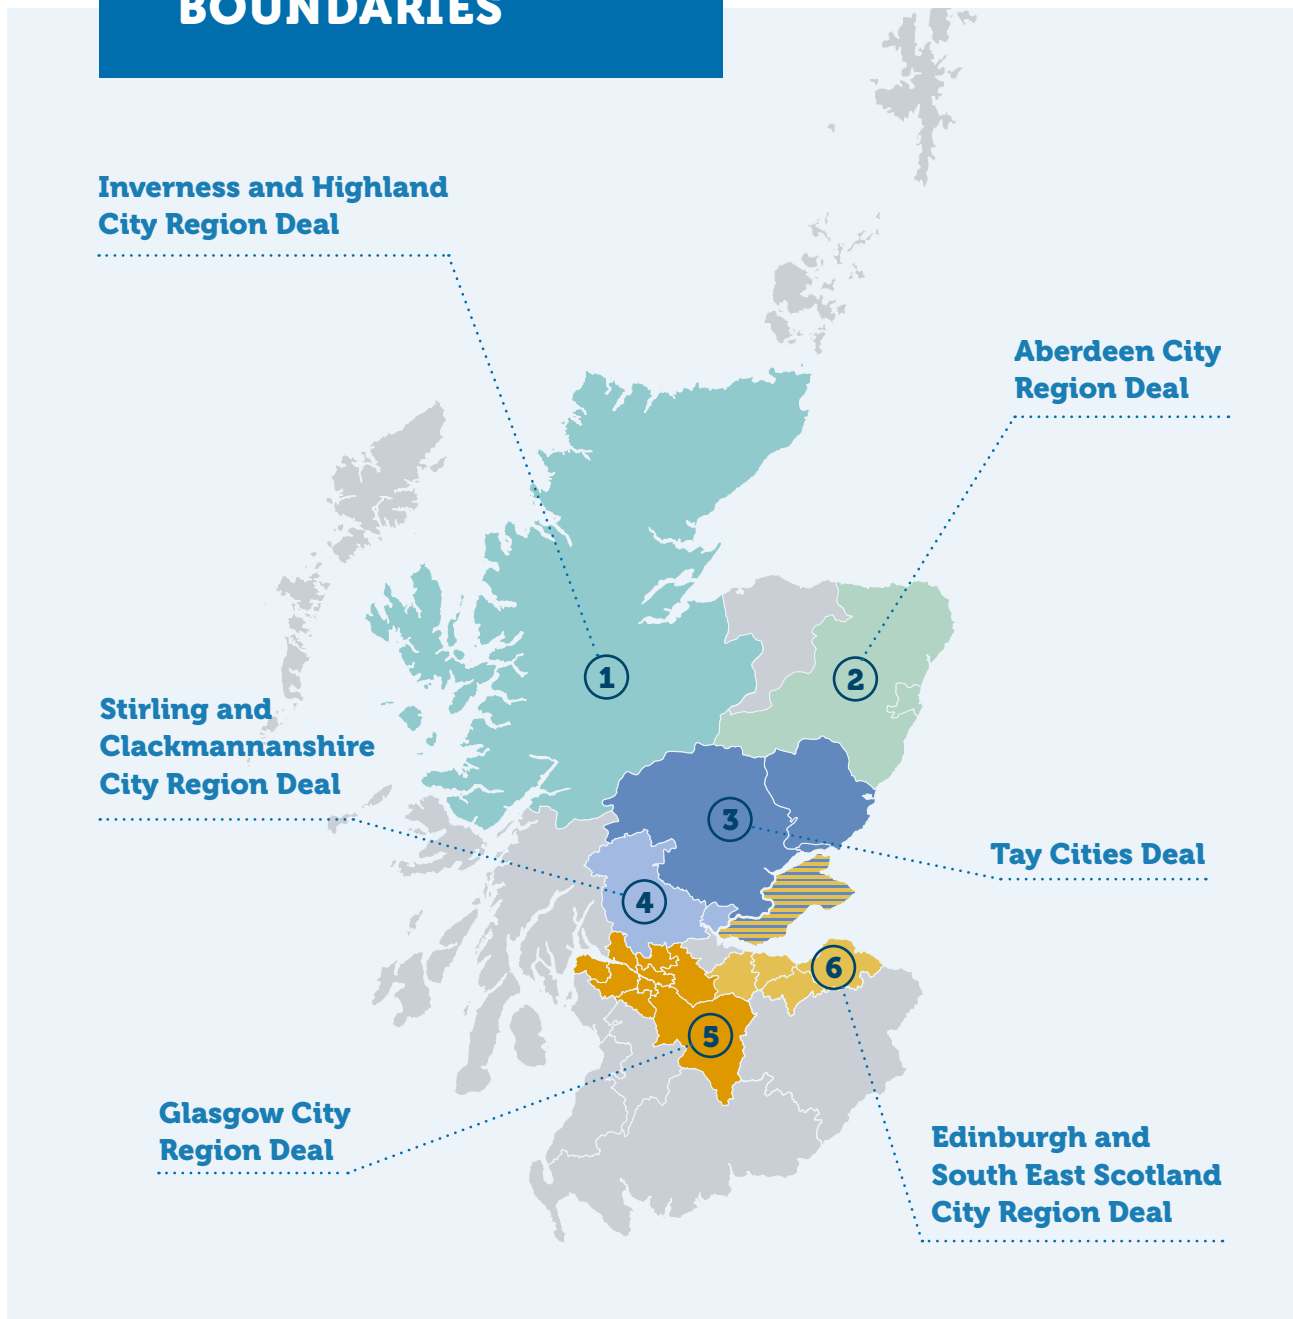 BOUNDARIES
Inverness and Highland
City Region Deal
Aberdeen City
Region Deal
1
2
Stirling and
Clackmannanshire
City Region Deal
3
Tay Cities Deal
4
6
5
Glasgow City
Region Deal
Edinburgh and
South East Scotland
City Region Deal